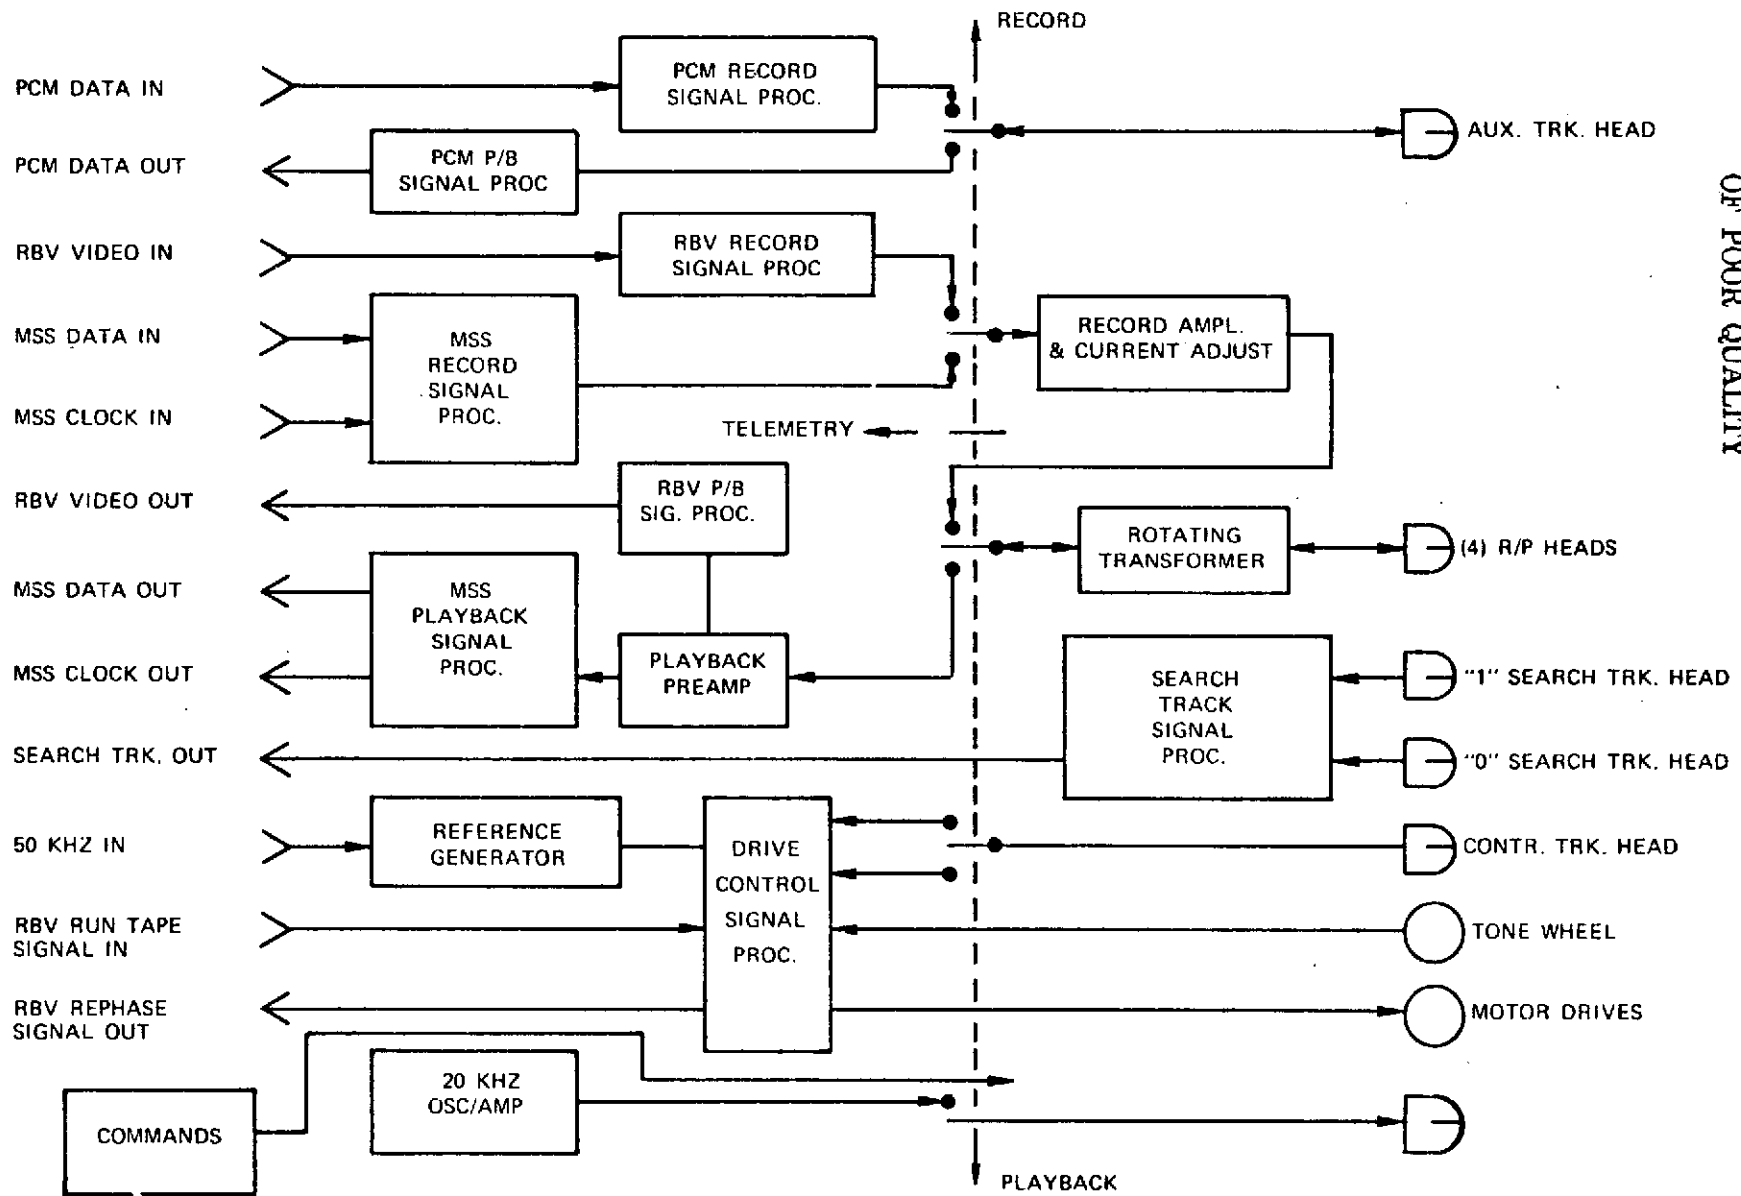 RECORD
PCM DATA IN
PCM RECORD
SIGNAL PROC.
AUX. TRK. HEAD
PCM DATA OUT
PCM P/B
SIGNAL PROC
OF POOR QUALITY
RBV VIDEO IN
RBV RECORD
SIGNAL PROC
MSS DATA IN
MSS
RECORD
SIGNAL
PROC.
RECORD AMPL.
& CURRENT ADJUST
MSS CLOCK IN
TELEMETRY
RBV VIDEO OUT
RBV P/B
SIG. PROC.
ROTATING
TRANSFORMER
(4) R/P HEADS
MSS DATA OUT
MSS
PLAYBACK
SIGNAL
PROC.
MSS CLOCK OUT
PLAYBACK
PREAMP
SEARCH
TRACK
SIGNAL
PROC.
"1" SEARCH TRK. HEAD
SEARCH TRK. OUT
"0" SEARCH TRK. HEAD
50 KHZ IN
REFERENCE
GENERATOR
DRIVE
CONTROL
SIGNAL
PROC.
CONTR. TRK. HEAD
RBV RUN TAPE
SIGNAL IN
TONE WHEEL
RBV REPHASE
SIGNAL OUT
MOTOR DRIVES
20 KHZ
OSC/AMP
COMMANDS
PLAYBACK